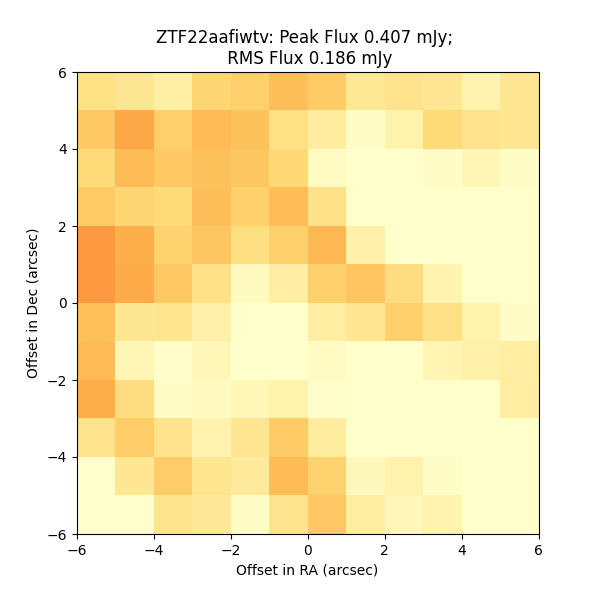 ZTF22aafiwtv: Peak Flux 0.407 mJy;
RMS Flux 0.186 mJy
6
4
2
0
−2
−4
−6
Offset in Dec (arcsec)
−6 −4 −2 0 2 4 6
Offset in RA (arcsec)